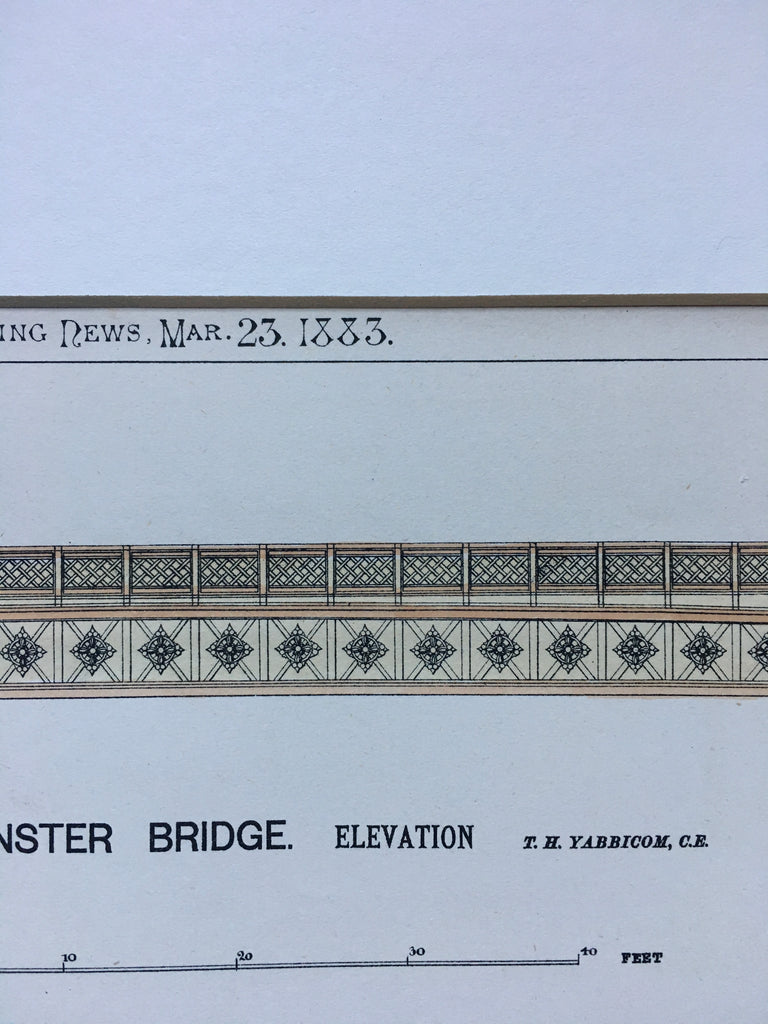 ING NEWS, MAR. 23. 1883.
NSTER BRIDGE. ELEVATION T. H. YABBICOM, C.E.
10 20 30 40 FEET